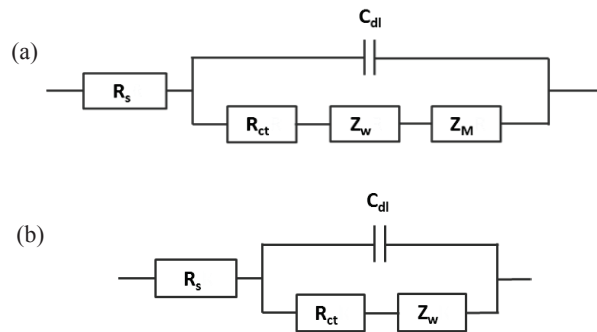 (a)
C_dl
R_s
R_ct Z_w Z_M
(b)
C_dl
R_s
R_ct Z_w